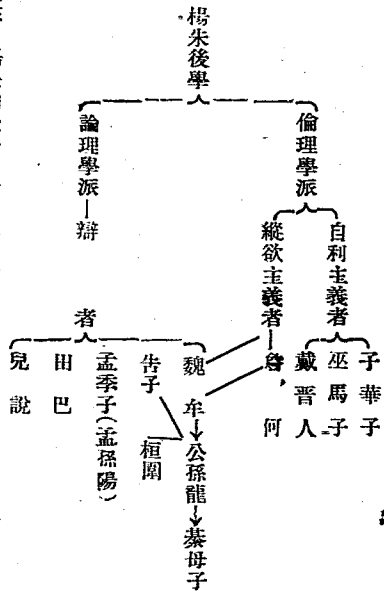 楊朱後學
倫理學派
自利主義者
子華子
巫馬子
戴晉人
縱欲主義者
詹何
論理學派
辯者
魏牟→公孫龍→綦母子
告子
桓圍
孟季子(孟孫陽)
田巴
兒說